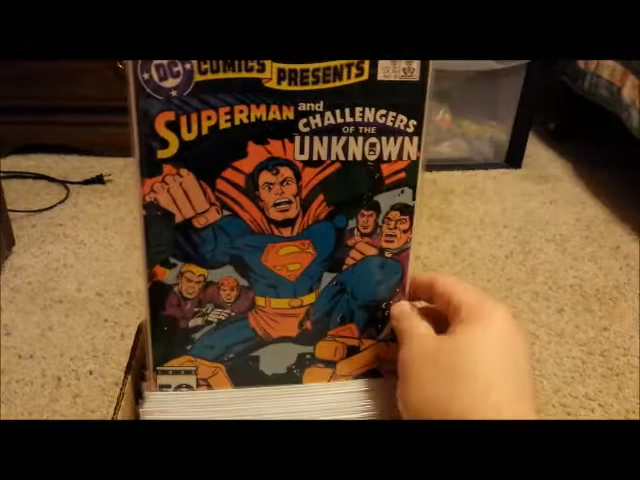 DC
COMICS
PRESENTS
SUPERMAN and
CHALLENGERS
OF THE
UNKNOWN